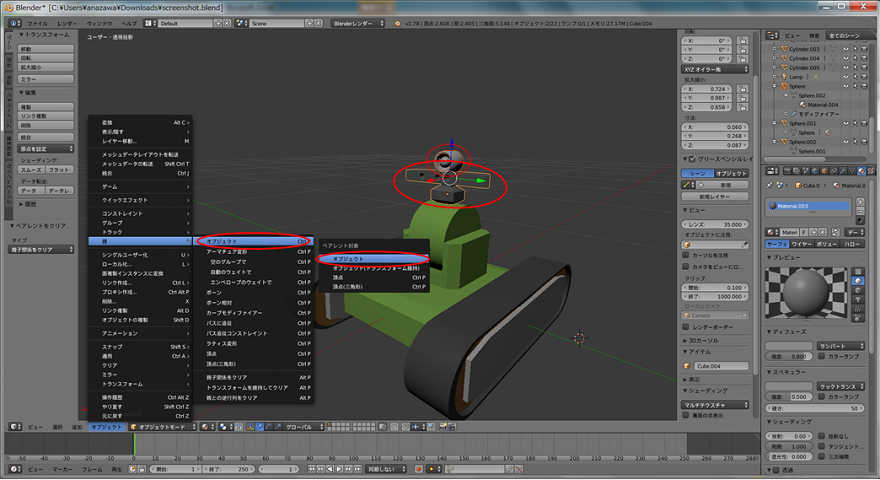 Blender* [C:¥Users¥anazawa¥Downloads¥screenshot.blend]
ファイル レンダー ウィンドウ ヘルプ Default Scene Blenderレンダー v2.78 | 頂点:2,608 | 面:2,605 | 三角面:5,148 | オブジェクト:2/22 | ランプ:0/1 | メモリ:27.17M | Cube.004
ユーザー・透視投影
▼トランスフォーム
移動
回転
拡大縮小
ミラー
▼編集
複製
リンク複製
削除
統合
原点を設定
シェーディング:
スムーズ フラット
データ転送:
データ データレ
▶履歴
▼ペアレントをクリア
タイプ
親子関係をクリア
変換 Alt C
表示/隠す
レイヤー移動... M
メッシュデータレイアウトを転送
メッシュデータの転送 Shift Ctrl T
統合 Ctrl J
ゲーム
クイックエフェクト
コンストレイント
グループ
トラック
親
シングルユーザー化 U
ローカル化... L
面複製インスタンスに変換
リンク作成... Ctrl L
プロキシ作成... Ctrl Alt P
削除... X
リンク複製 Alt D
オブジェクトの複製 Shift D
アニメーション
スナップ Shift S
適用 Ctrl A
クリア
ミラー
トランスフォーム
操作履歴 Ctrl Alt Z
やり直す Shift Ctrl Z
元に戻す Ctrl Z
オブジェクト Ctrl
アーマチュア変形 Ctrl P
空のグループで Ctrl P
自動のウェイトで Ctrl P
エンベロープのウェイトで Ctrl P
ボーン Ctrl P
ボーン相対 Ctrl P
カーブモディファイアー Ctrl P
パスに追従 Ctrl P
パス追従コンストレイント Ctrl P
ラティス変形 Ctrl P
頂点 Ctrl P
頂点(三角形) Ctrl P
親子関係をクリア Alt P
トランスフォームを維持してクリア Alt P
親との逆行列をクリア Alt P
ペアレント対象
オブジェクト
オブジェクト(トランスフォーム維持)
頂点 Ctrl P
頂点(三角形) Ctrl P
回転:
X: 0°
Y: 0°
Z: 0°
XYZ オイラー角
拡大縮小:
X: 0.724
Y: 0.987
Z: 0.658
寸法:
X: 0.060
Y: 0.268
Z: 0.087
▼グリースペンシルレイ
シーン オブジェクト
新規
新規レイヤー
▼ビュー
レンズ: 35.000
オブジェクトに注視:
カーソルを注視
カメラをビューにロ
クリップ
開始: 0.100
終了: 1000.000
ローカルカメラ
Camera
レンダーボーダー
▶3Dカーソル
▼アイテム
Cube.004
▶表示
▼シェーディング
マルチテクスチャ
裏面の非表示
ビュー 検索 全てのシーン
Cylinder.003
Cylinder.004
Cylinder.005
Lamp
Sphere
Sphere.002
Material.004
モディファイアー
Sphere.001
Sphere
Sphere.002
Sphere.001
Cube.0 Material.0
Material.003
Materi F データ
サーフェ ワイヤー ボリュー ハロー
▼プレビュー
▼ディフューズ
ランバート
強度: 0.800 カラーランプ
▼スペキュラー
クックトランス
強度: 0.500 カラーランプ
硬さ: 50
▼シェーディング
放射: 0.00 陰影なし
角度: 1.00 タンジェント
透光性: 0.000 三次補間
▶透過
ビュー 選択 追加 オブジェクト オブジェクトモード グローバル
-50 -40 -30 -20 -10 0 10 20 30 40 50 60 70 80 90 100 110 120 130 140 150 160 170 180 190 200 210 220 230 240 250 260 270 280
ビュー マーカー フレーム 再生 開始: 1 終了: 250 1 同期しない